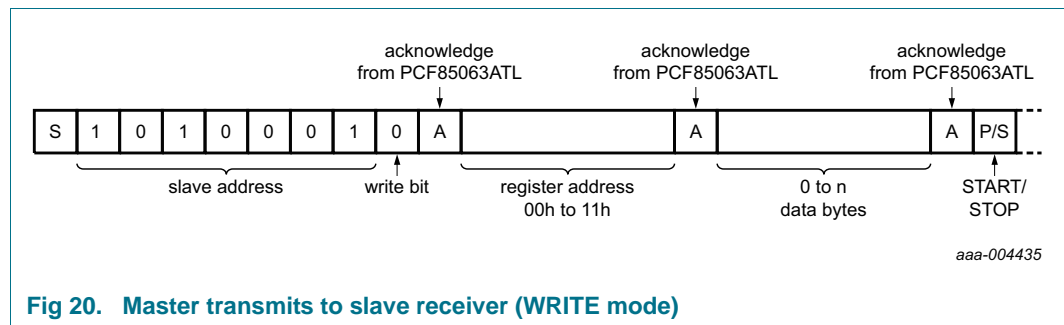 acknowledge
from PCF85063ATL
acknowledge
from PCF85063ATL
acknowledge
from PCF85063ATL
S 1 0 1 0 0 0 1 0 A A A P/S
slave address
write bit
register address
00h to 11h
0 to n
data bytes
START/
STOP
aaa-004435
Fig 20. Master transmits to slave receiver (WRITE mode)